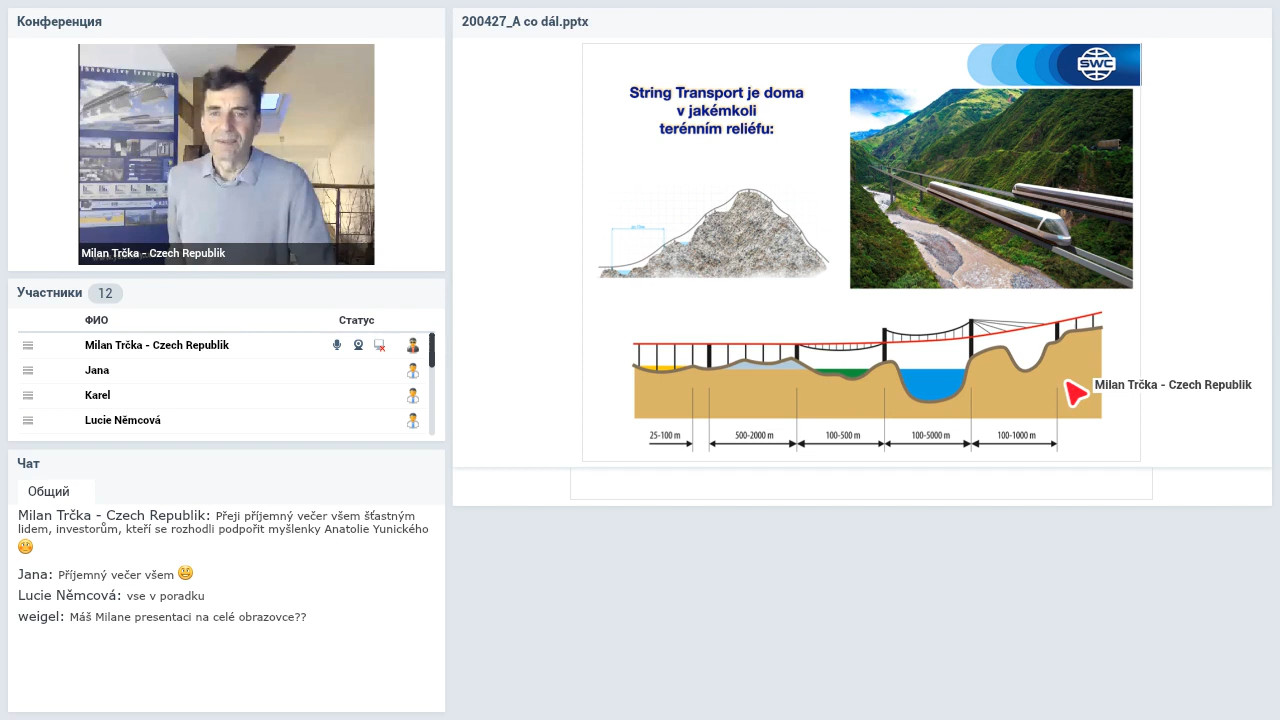 Конференция
Innovative transport
Milan Trčka - Czech Republik
Участники 12
ФИО Статус
Milan Trčka - Czech Republik
Jana
Karel
Lucie Němcová
Чат
Общий
Milan Trčka - Czech Republik: Přeji příjemný večer všem šťastným
lidem, investorům, kteří se rozhodli podpořit myšlenky Anatolie Yunického
Jana: Příjemný večer všem
Lucie Němcová: vse v poradku
weigel: Máš Milane presentaci na celé obrazovce??
200427_A co dál.pptx
SWC
String Transport je doma
v jakémkoli
terénním reliéfu:
Milan Trčka - Czech Republik
25-100 m 500-2000 m 100-500 m 100-5000 m 100-1000 m